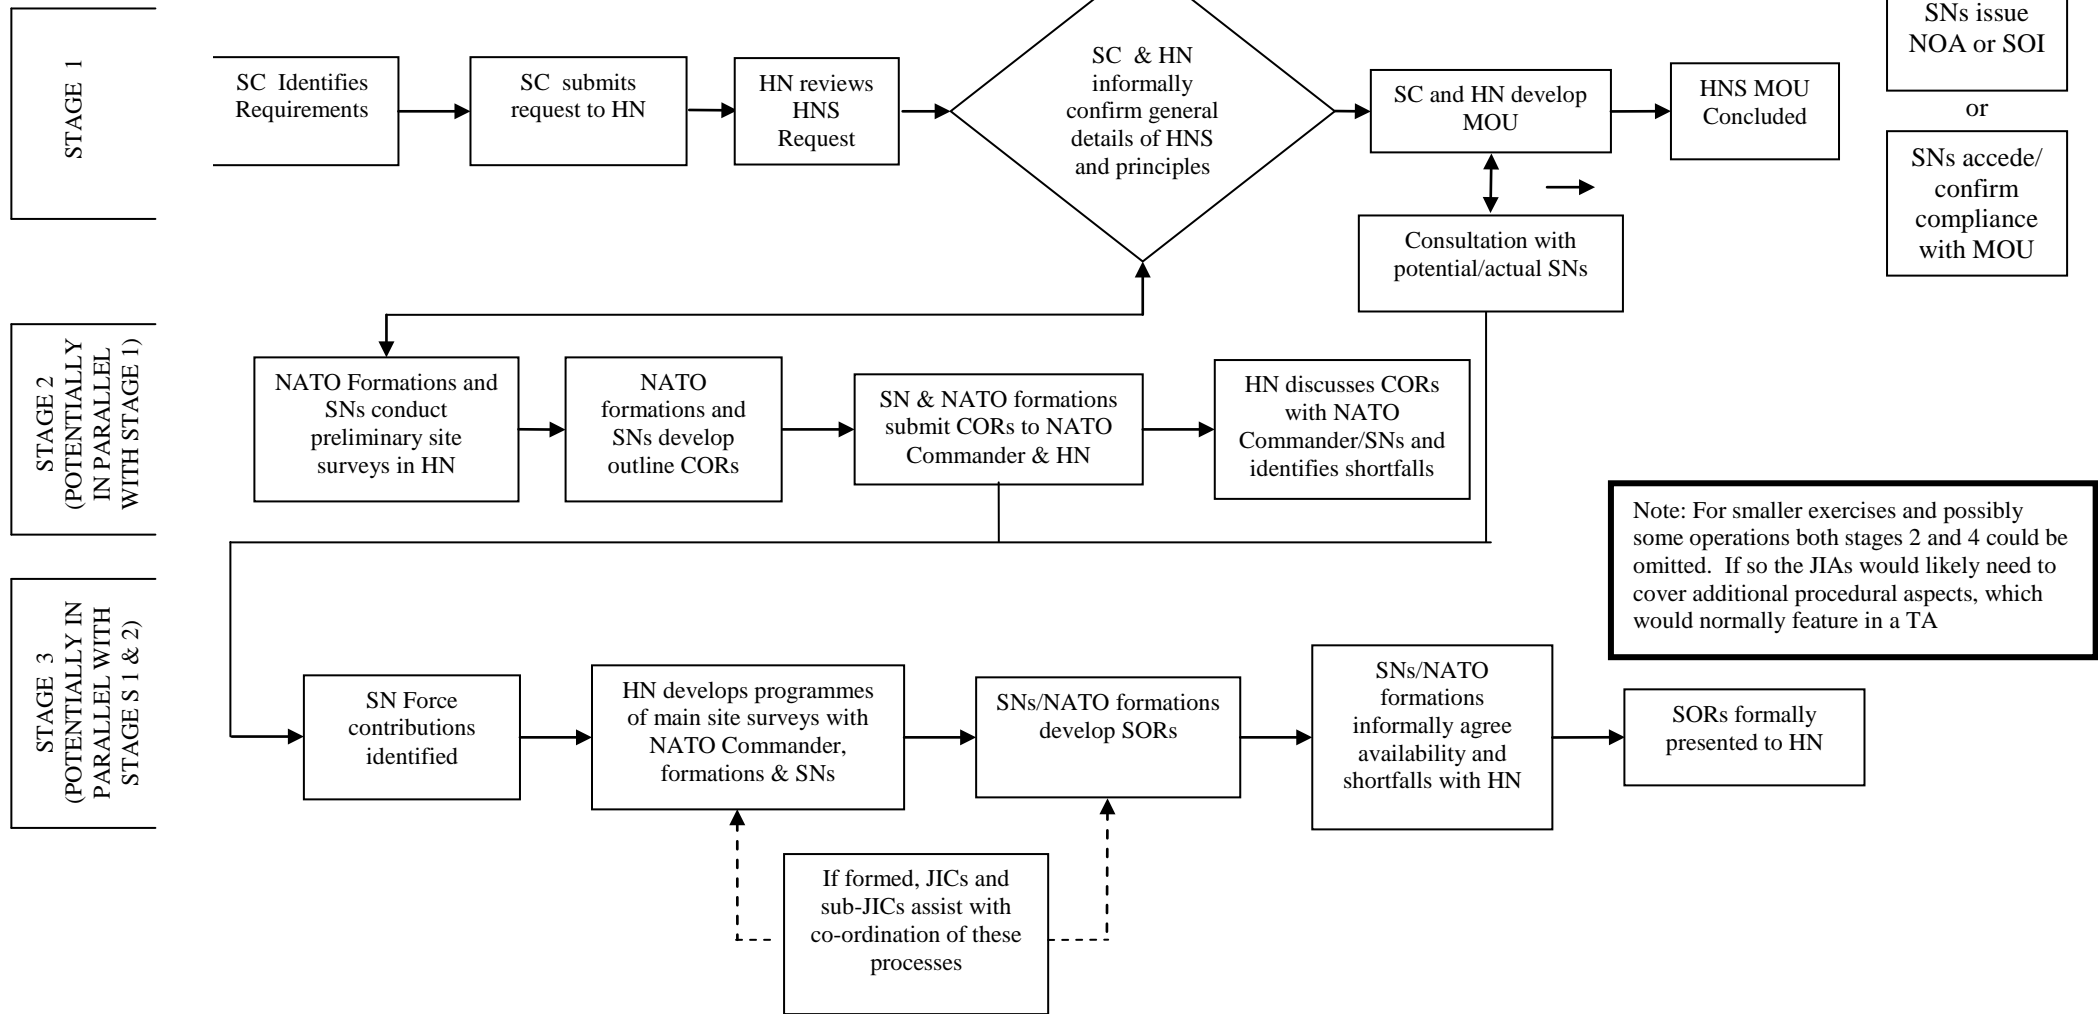 STAGE 1
SC Identifies
Requirements
SC submits
request to HN
HN reviews
HNS
Request
SC & HN
informally
confirm general
details of HNS
and principles
SC and HN develop
MOU
HNS MOU
Concluded
SNs issue
NOA or SOI
or
SNs accede/
confirm
compliance
with MOU
Consultation with
potential/actual SNs
STAGE 2
(POTENTIALLY
IN PARALLEL
WITH STAGE 1)
NATO Formations and
SNs conduct
preliminary site
surveys in HN
NATO
formations and
SNs develop
outline CORs
SN & NATO formations
submit CORs to NATO
Commander & HN
HN discusses CORs
with NATO
Commander/SNs and
identifies shortfalls
Note: For smaller exercises and possibly
some operations both stages 2 and 4 could be
omitted. If so the JIAs would likely need to
cover additional procedural aspects, which
would normally feature in a TA
STAGE 3
(POTENTIALLY IN
PARALLEL WITH
STAGE S 1 & 2)
SN Force
contributions
identified
HN develops programmes
of main site surveys with
NATO Commander,
formations & SNs
SNs/NATO formations
develop SORs
SNs/NATO
formations
informally agree
availability and
shortfalls with HN
SORs formally
presented to HN
If formed, JICs and
sub-JICs assist with
co-ordination of these
processes